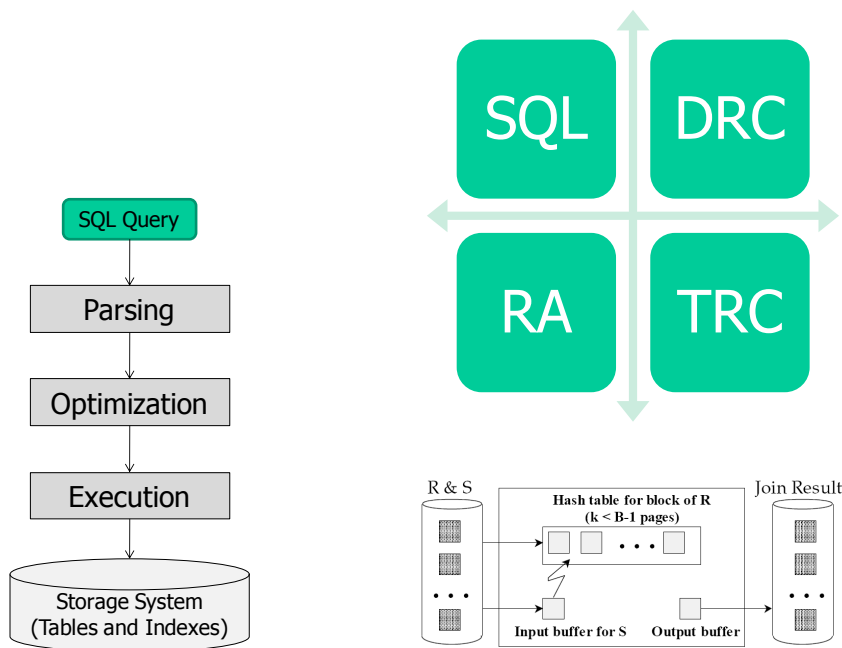 SQL Query
Parsing
Optimization
Execution
Storage System
(Tables and Indexes)
SQL
DRC
RA
TRC
R & S
Hash table for block of R
(k < B-1 pages)
Join Result
• • •
• • •
• • •
Input buffer for S
Output buffer